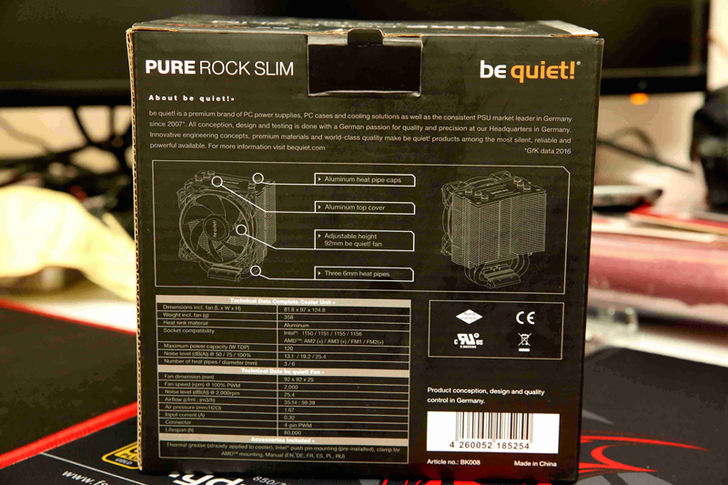 PURE ROCK SLIM
be quiet!®
About be quiet!»
be quiet! is a premium brand of PC power supplies, PC cases and cooling solutions as well as the consistent PSU market leader in Germany
since 2007*. All conception, design and testing is done with a German passion for quality and precision at our Headquarters in Germany.
Innovative engineering concepts, premium materials and world-class quality make be quiet! products among the most silent, reliable and
powerful available. For more information visit bequiet.com
*GfK data 2016
Aluminum heat pipe caps
Aluminum top cover
Adjustable height
92mm be quiet! fan
Three 6mm heat pipes
Technical Data Complete Cooler Unit »
Dimensions incl. fan (L x W x H) 81.8 x 97 x 124.8
Weight incl. fan (g) 358
Heat sink material Aluminum
Socket compatibility Intel®: 1150 / 1151 / 1155 / 1156
AMD™: AM2 (+) / AM3 (+) / FM1 / FM2(+)
Maximum power capacity (W TDP) 120
Noise level (dB(A)) @ 50 / 75 / 100% 13.1 / 19.2 / 25.4
Number of heat pipes / diameter (mm) 3 / 6
Technical Data be quiet! Fan »
Fan dimension (mm) 92 x 92 x 25
Fan speed (rpm) @ 100% PWM 2,000
Noise level (dB(A)) @ 2,000rpm 25.4
Airflow (cfm) (m3/h) 35.14 59.28
Air pressure (mm/H2O) 1.87
Input current (A) 0.30
Connector 4-pin PWM
Lifespan (h) 80,000
Accessories Included »
Thermal grease (already applied to cooler), Intel® push pin mounting (pre-installed), clamp for
AMD™ mounting, Manual (EN, DE, FR, ES, PL, RU)
CE
c US
Product conception, design and quality
control in Germany.
4 260052 185254
Article no.: BK008 Made in China
GOLD
www.
850/